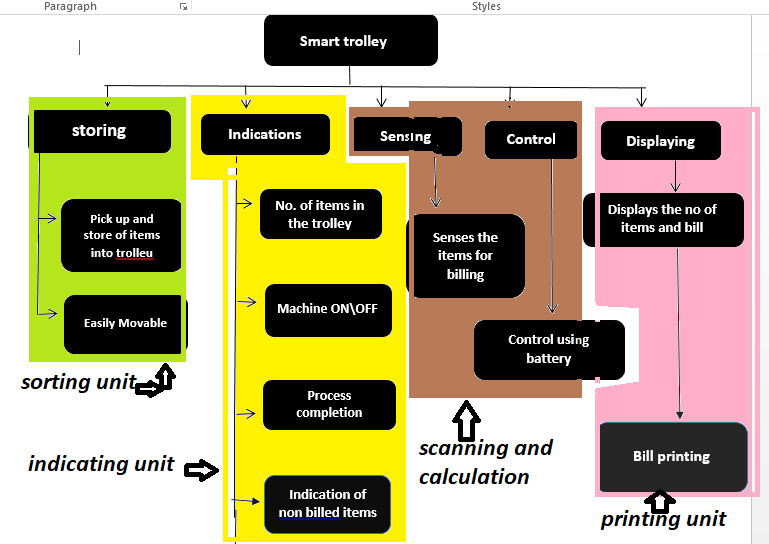 Paragraph
Styles
Smart trolley
storing
Indications
Sensing
Control
Displaying
Pick up and
store of items
into trolleu
Easily Movable
No. of items in
the trolley
Machine ON\OFF
Process
completion
Indication of
non billed items
Senses the
items for
billing
Control using
battery
Displays the no of
items and bill
Bill printing
sorting unit
indicating unit
scanning and
calculation
printing unit